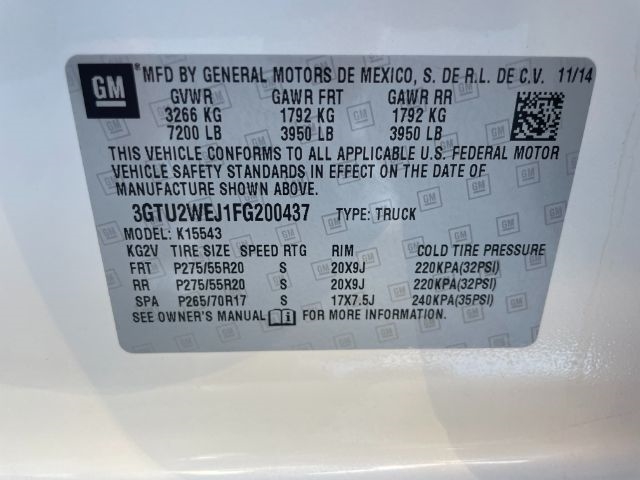 GM MFD BY GENERAL MOTORS DE MEXICO, S. DE R.L. DE C.V. 11/14
GVWR GAWR FRT GAWR RR
3266 KG 1792 KG 1792 KG
7200 LB 3950 LB 3950 LB
THIS VEHICLE CONFORMS TO ALL APPLICABLE U.S. FEDERAL MOTOR
VEHICLE SAFETY STANDARDS IN EFFECT ON THE DATE OF
MANUFACTURE SHOWN ABOVE.
3GTU2WEJ1FG200437 TYPE: TRUCK
MODEL: K15543
KG2V TIRE SIZE SPEED RTG RIM COLD TIRE PRESSURE
FRT P275/55R20 S 20X9J 220KPA(32PSI)
RR P275/55R20 S 20X9J 220KPA(32PSI)
SPA P265/70R17 S 17X7.5J 240KPA(35PSI)
SEE OWNER'S MANUAL FOR MORE INFORMATION.